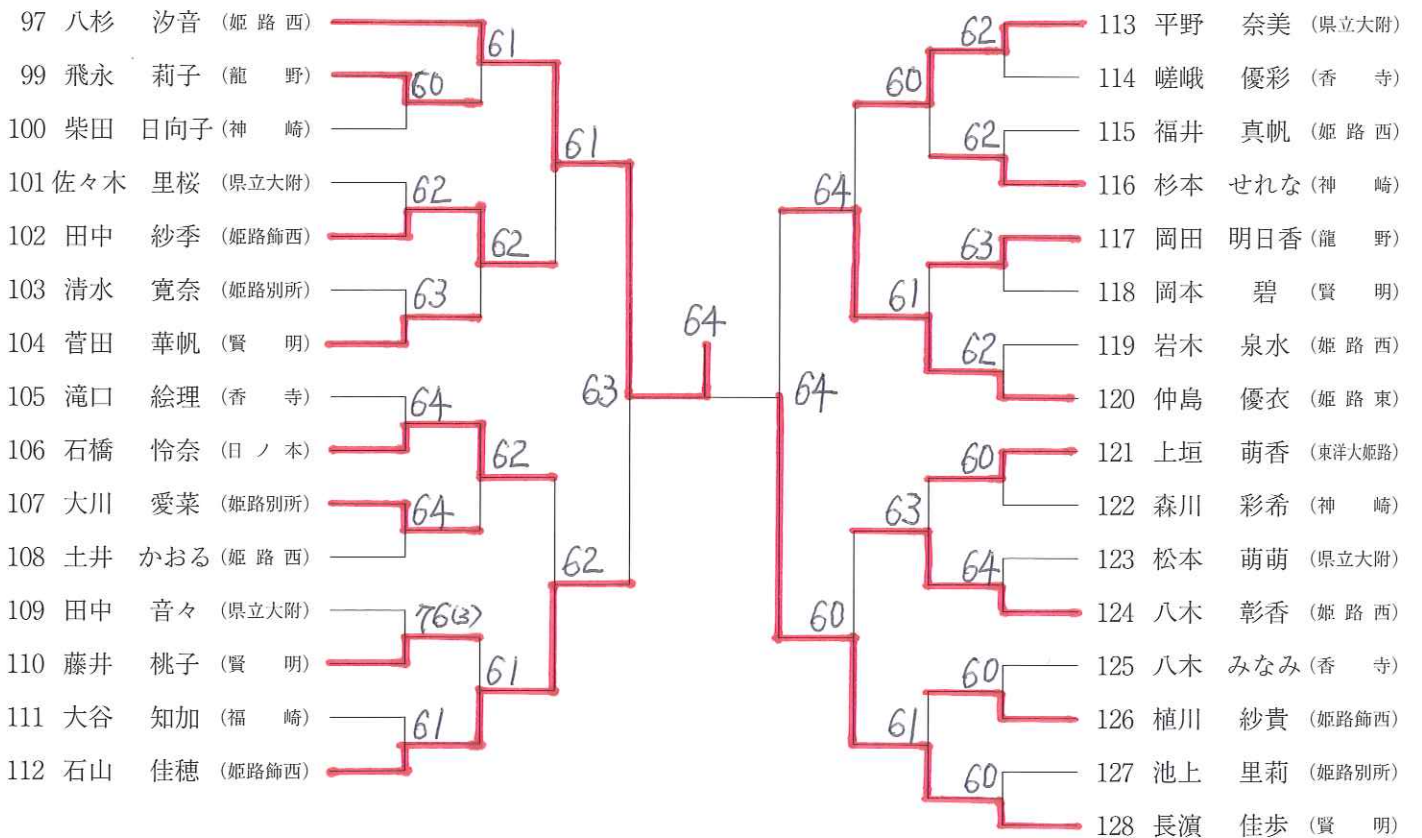 97 八杉 汐音 (姫路西)
99 飛永 莉子 (龍野)
100 柴田 日向子 (神崎)
101 佐々木 里桜 (県立大附)
102 田中 紗季 (姫路飾西)
103 清水 寛奈 (姫路別所)
104 菅田 華帆 (賢明)
105 滝口 絵理 (香寺)
106 石橋 怜奈 (日ノ本)
107 大川 愛菜 (姫路別所)
108 土井 かおる (姫路西)
109 田中 音々 (県立大附)
110 藤井 桃子 (賢明)
111 大谷 知加 (福崎)
112 石山 佳穂 (姫路飾西)
60
62
63
64
64
76(3)
61
61
62
62
61
61
62
63
64
64
64
60
60
61
63
61
62
62
63
62
60
64
60
60
113 平野 奈美 (県立大附)
114 嵯峨 優彩 (香寺)
115 福井 真帆 (姫路西)
116 杉本 せれな (神崎)
117 岡田 明日香 (龍野)
118 岡本 碧 (賢明)
119 岩木 泉水 (姫路西)
120 仲島 優衣 (姫路東)
121 上垣 萌香 (東洋大姫路)
122 森川 彩希 (神崎)
123 松本 萌萌 (県立大附)
124 八木 彰香 (姫路西)
125 八木 みなみ (香寺)
126 植川 紗貴 (姫路飾西)
127 池上 里莉 (姫路別所)
128 長濵 佳歩 (賢明)